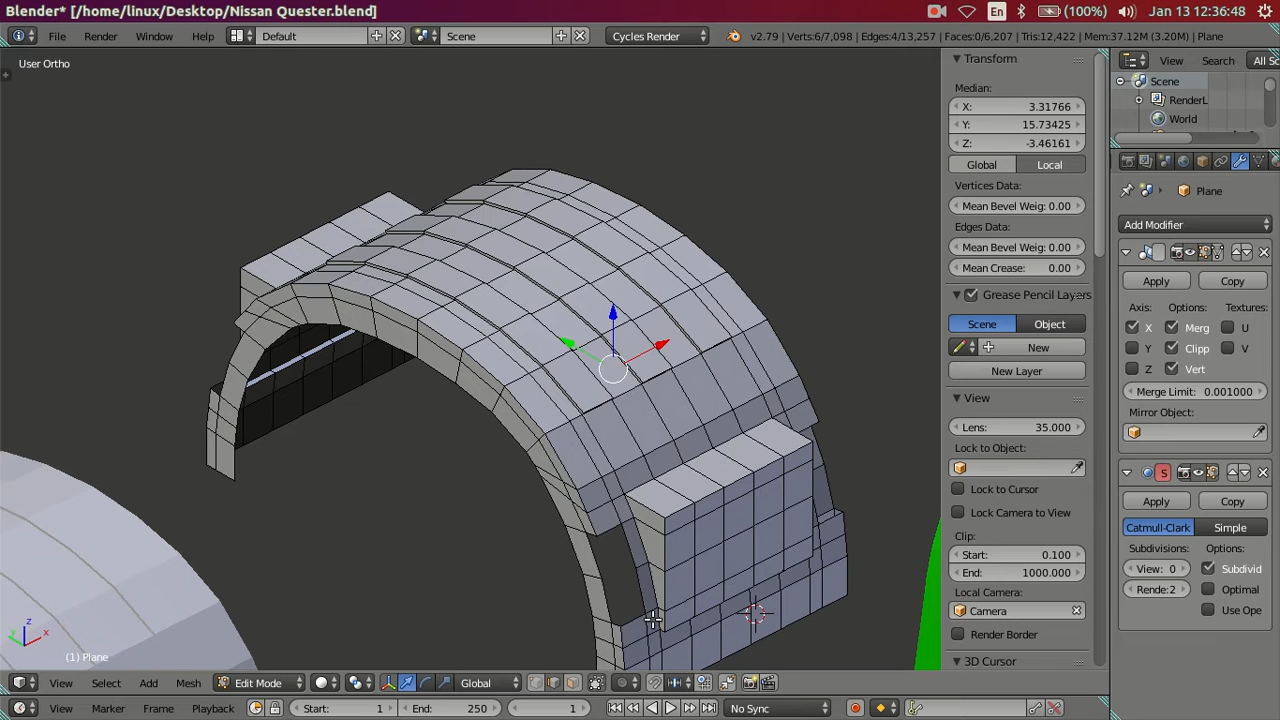 Blender* [/home/linux/Desktop/Nissan Quester.blend]
En
(100%)
Jan 13 12:36:48
File Render Window Help
Default
Scene
Cycles Render
v2.79 | Verts:6/7,098 | Edges:4/13,257 | Faces:0/6,207 | Tris:12,422 | Mem:37.12M (3.20M) | Plane
User Ortho
(1) Plane
Transform
Median:
X: 3.31766
Y: 15.73425
Z: -3.46161
Global Local
Vertices Data:
Mean Bevel Weig: 0.00
Edges Data:
Mean Bevel Weig: 0.00
Mean Crease: 0.00
Grease Pencil Layers
Scene Object
New
New Layer
View
Lens: 35.000
Lock to Object:
Lock to Cursor
Lock Camera to View
Clip:
Start: 0.100
End: 1000.000
Local Camera:
Camera
Render Border
3D Cursor
View Search All S
Scene
RenderL
World
Plane
Add Modifier
Apply Copy
Axis: Options: Textures:
X Merg U
Y Clipp V
Z Vert
Merge Limit: 0.001000
Mirror Object:
S
Apply Copy
Catmull-Clark Simple
Subdivisions: Options:
View: 0 Subdivid
Rende:2 Optimal
Use Ope
View Select Add Mesh
Edit Mode
Global
View Marker Frame Playback
Start: 1
End: 250
1
No Sync
z
y
x